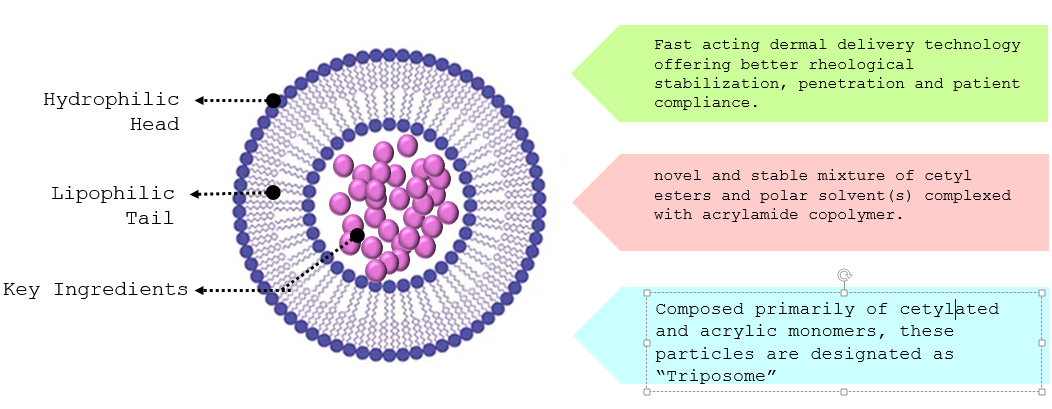 Hydrophilic
Head
Lipophilic
Tail
Key Ingredients
Fast acting dermal delivery technology
offering better rheological
stabilization, penetration and patient
compliance.
novel and stable mixture of cetyl
esters and polar solvent(s) complexed
with acrylamide copolymer.
Composed primarily of cetylated
and acrylic monomers, these
particles are designated as
“Triposome”